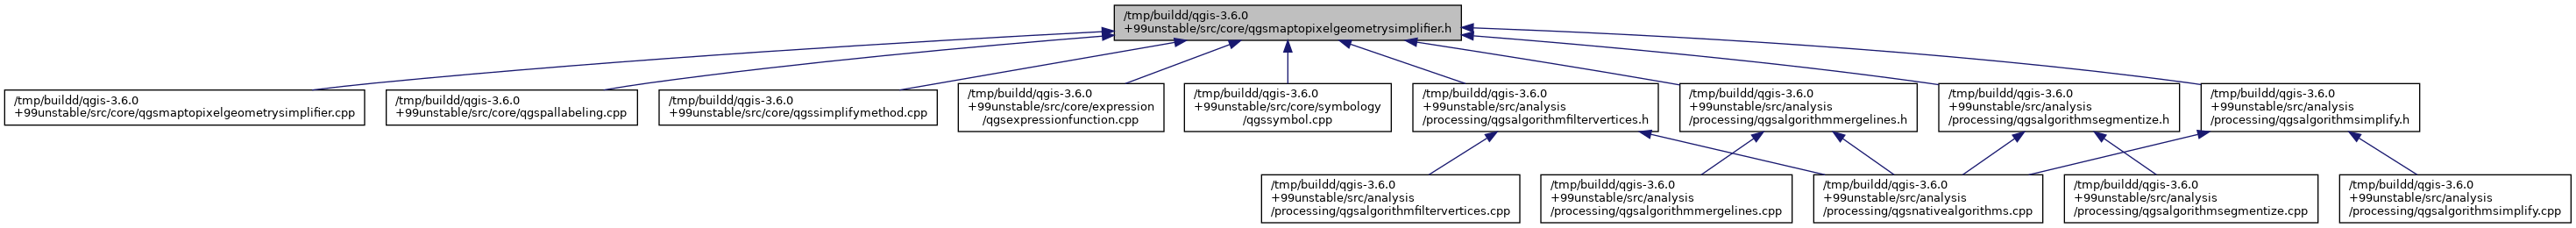 /tmp/buildd/qgis-3.6.0
+99unstable/src/core/qgsmaptopixelgeometrysimplifier.h
/tmp/buildd/qgis-3.6.0
+99unstable/src/core/qgsmaptopixelgeometrysimplifier.cpp
/tmp/buildd/qgis-3.6.0
+99unstable/src/core/qgspallabeling.cpp
/tmp/buildd/qgis-3.6.0
+99unstable/src/core/qgssimplifymethod.cpp
/tmp/buildd/qgis-3.6.0
+99unstable/src/core/expression
/qgsexpressionfunction.cpp
/tmp/buildd/qgis-3.6.0
+99unstable/src/core/symbology
/qgssymbol.cpp
/tmp/buildd/qgis-3.6.0
+99unstable/src/analysis
/processing/qgsalgorithmfiltervertices.h
/tmp/buildd/qgis-3.6.0
+99unstable/src/analysis
/processing/qgsalgorithmmergelines.h
/tmp/buildd/qgis-3.6.0
+99unstable/src/analysis
/processing/qgsalgorithmsegmentize.h
/tmp/buildd/qgis-3.6.0
+99unstable/src/analysis
/processing/qgsalgorithmsimplify.h
/tmp/buildd/qgis-3.6.0
+99unstable/src/analysis
/processing/qgsalgorithmfiltervertices.cpp
/tmp/buildd/qgis-3.6.0
+99unstable/src/analysis
/processing/qgsalgorithmmergelines.cpp
/tmp/buildd/qgis-3.6.0
+99unstable/src/analysis
/processing/qgsnativealgorithms.cpp
/tmp/buildd/qgis-3.6.0
+99unstable/src/analysis
/processing/qgsalgorithmsegmentize.cpp
/tmp/buildd/qgis-3.6.0
+99unstable/src/analysis
/processing/qgsalgorithmsimplify.cpp